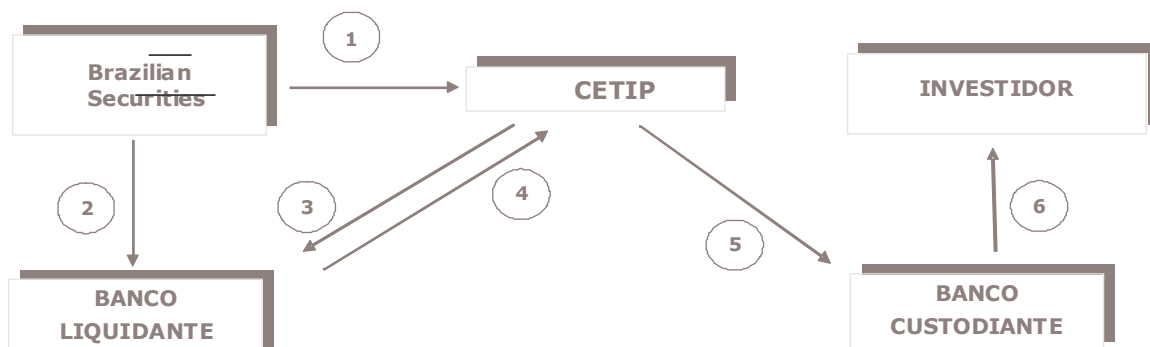 1
Brazilian
Securities
CETIP
INVESTIDOR
2
3
4
5
6
BANCO
LIQUIDANTE
BANCO
CUSTODIANTE